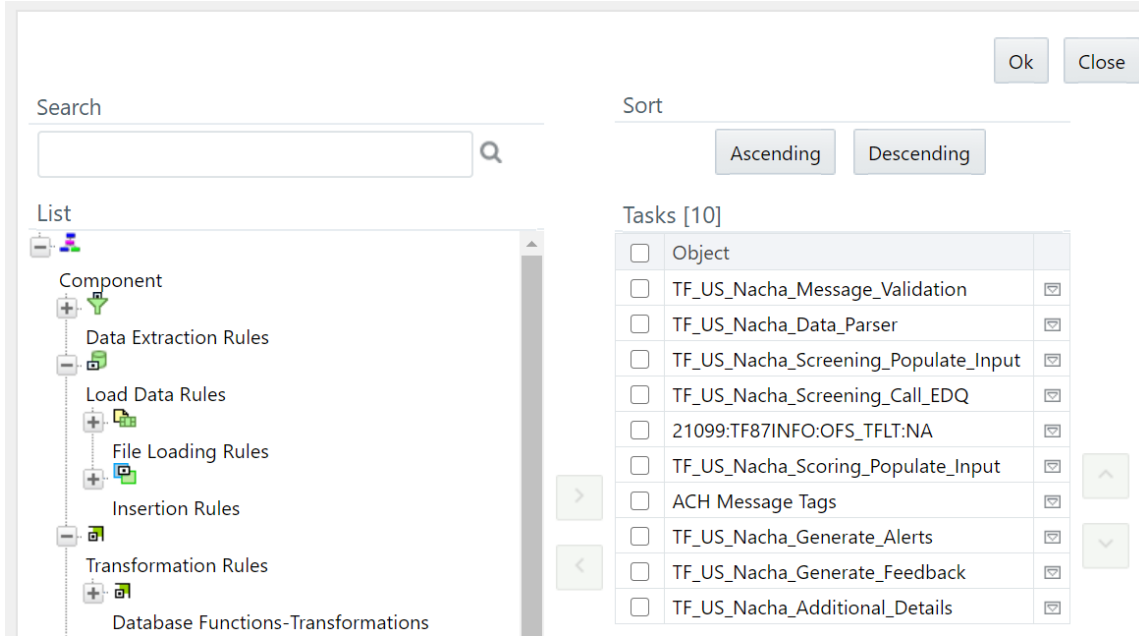 Ok
Close
Search
Sort
Ascending
Descending
List
Tasks [10]
Component
Data Extraction Rules
Load Data Rules
File Loading Rules
Insertion Rules
Transformation Rules
Database Functions-Transformations
Object
TF_US_Nacha_Message_Validation
TF_US_Nacha_Data_Parser
TF_US_Nacha_Screening_Populate_Input
TF_US_Nacha_Screening_Call_EDQ
21099:TF87INFO:OFS_TFLT:NA
TF_US_Nacha_Scoring_Populate_Input
ACH Message Tags
TF_US_Nacha_Generate_Alerts
TF_US_Nacha_Generate_Feedback
TF_US_Nacha_Additional_Details